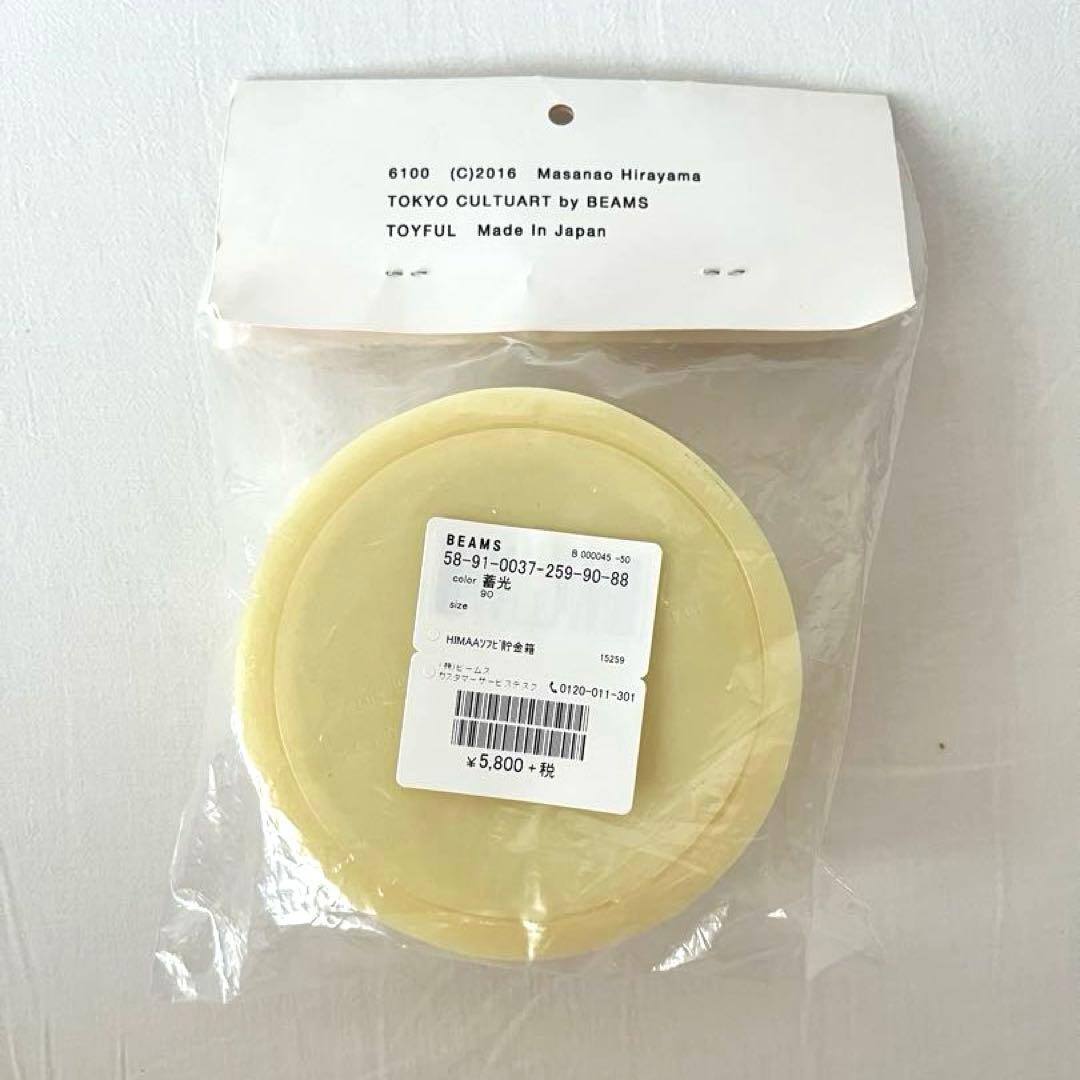 6100 (C)2016 Masanao Hirayama
TOKYO CULTUART by BEAMS
TOYFUL Made In Japan
BEAMS B 000045 -50
58-91-0037-259-90-88
color 蓄光
90
size
HIMAAソフビ貯金箱 15259
(株)ビームス
カスタマーサービスデスク 0120-011-301
¥5,800 +税